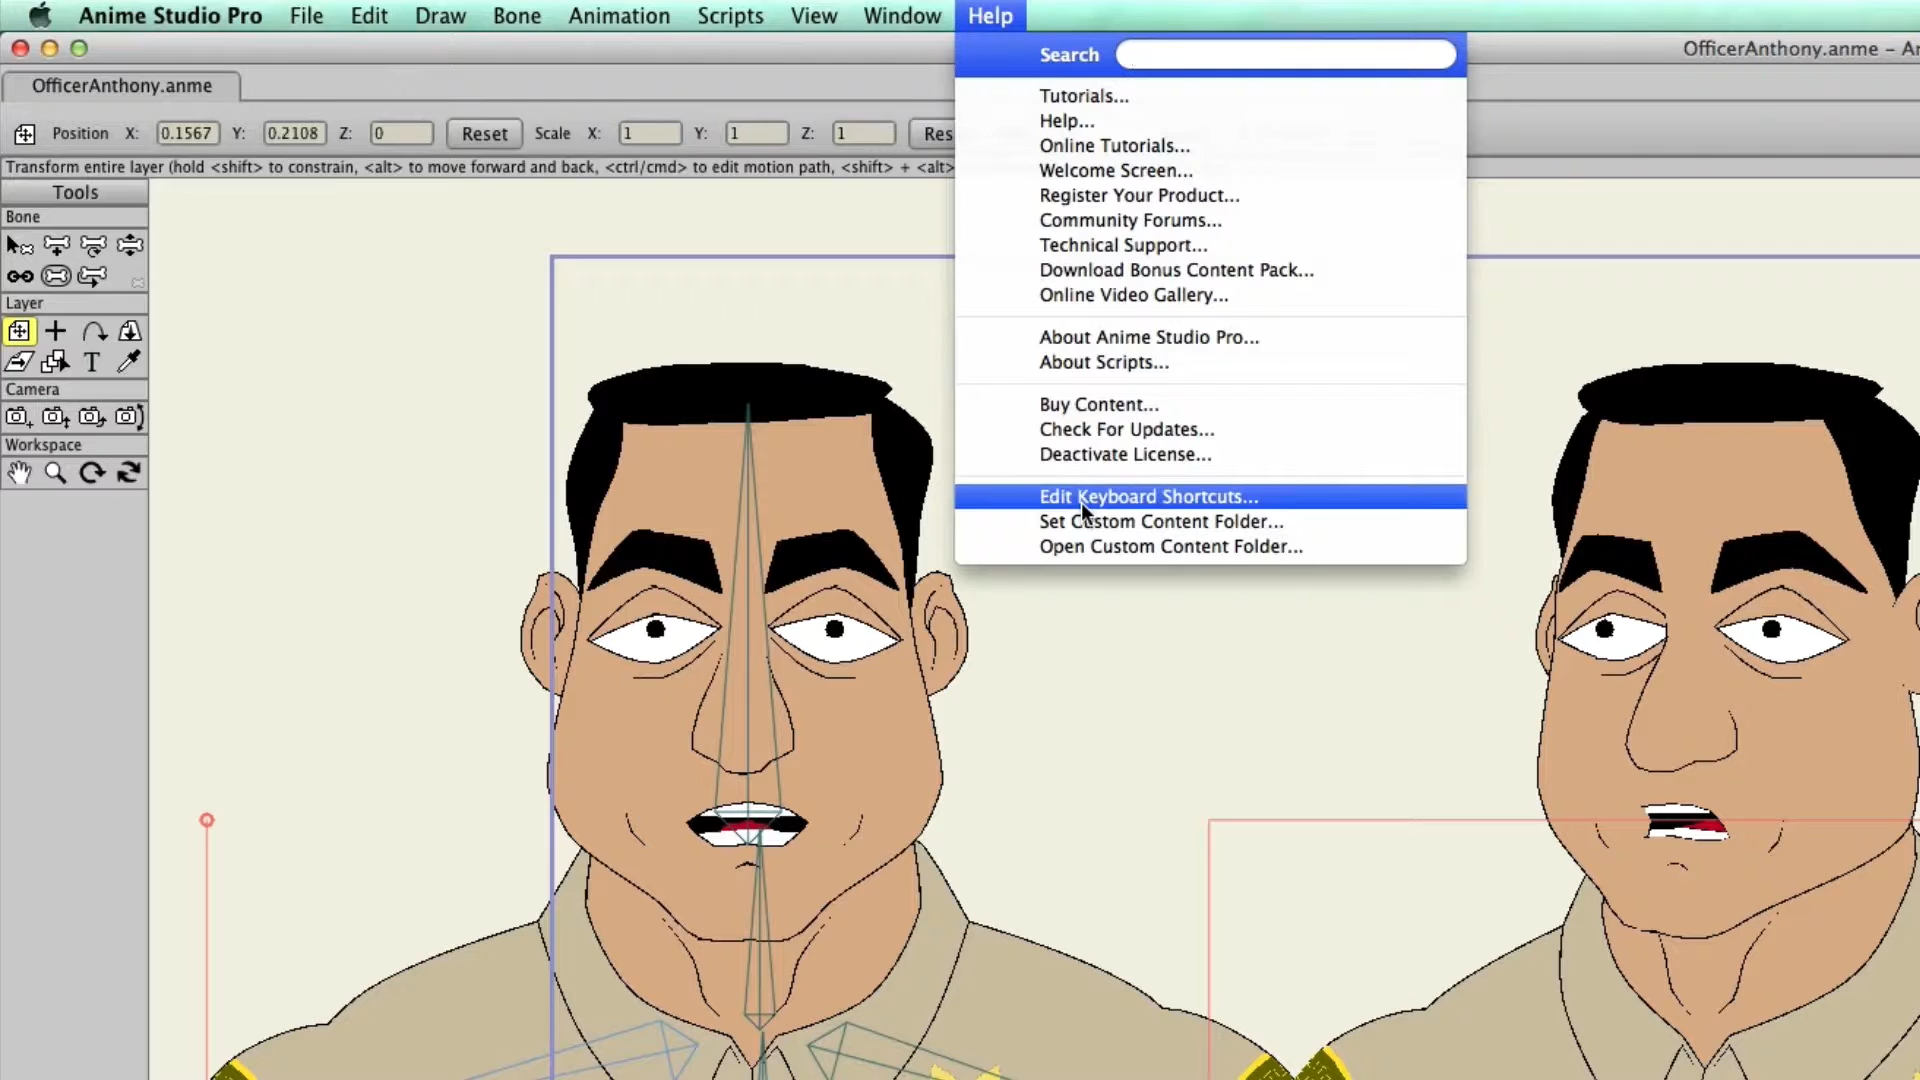 Anime Studio Pro File Edit Draw Bone Animation Scripts View Window Help
OfficerAnthony.anme – An
Search
OfficerAnthony.anme
Position X: 0.1567 Y: 0.2108 Z: 0 Reset Scale X: 1 Y: 1 Z: 1 Res
Transform entire layer (hold <shift> to constrain, <alt> to move forward and back, <ctrl/cmd> to edit motion path, <shift> + <alt>
Tools
Bone
Layer
T
Camera
Workspace
Tutorials...
Help...
Online Tutorials...
Welcome Screen...
Register Your Product...
Community Forums...
Technical Support...
Download Bonus Content Pack...
Online Video Gallery...
About Anime Studio Pro...
About Scripts...
Buy Content...
Check For Updates...
Deactivate License...
Edit Keyboard Shortcuts...
Set Custom Content Folder...
Open Custom Content Folder...